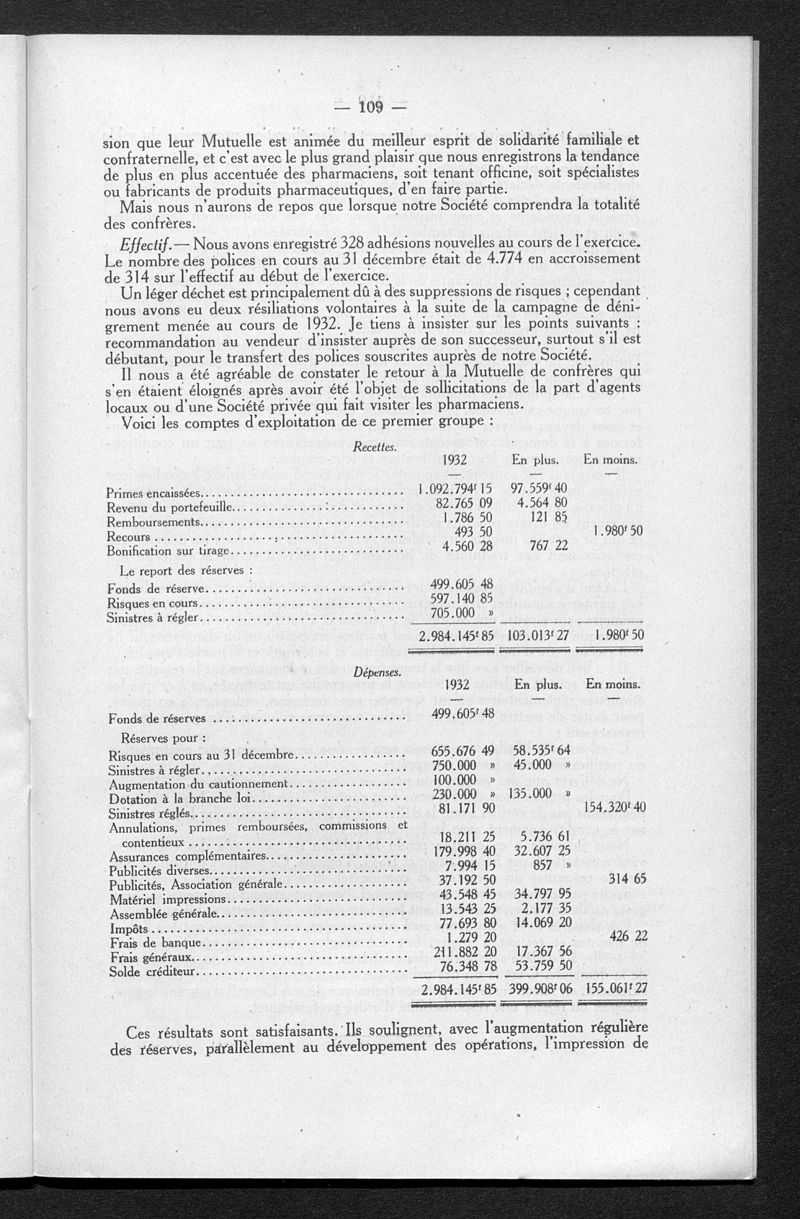 — 109 —
sion que leur Mutuelle est animée du meilleur esprit de solidarité familiale et
confraternelle, et c'est avec le plus grand plaisir que nous enregistrons la tendance
de plus en plus accentuée des pharmaciens, soit tenant officine, soit spécialistes
ou fabricants de produits pharmaceutiques, d'en faire partie.
Mais nous n'aurons de repos que lorsque notre Société comprendra la totalité
des confrères.
Effectif. — Nous avons enregistré 328 adhésions nouvelles au cours de l'exercice.
Le nombre des polices en cours au 31 décembre était de 4.774 en accroissement
de 314 sur l'effectif au début de l'exercice.
Un léger déchet est principalement dû à des suppressions de risques ; cependant
nous avons eu deux résiliations volontaires à la suite de la campagne de déni-
grement menée au cours de 1932. Je tiens à insister sur les points suivants :
recommandation au vendeur d'insister auprès de son successeur, surtout s'il est
débutant, pour le transfert des polices souscrites auprès de notre Société.
Il nous a été agréable de constater le retour à la Mutuelle de confrères qui
s'en étaient éloignés après avoir été l'objet de sollicitations de la part d'agents
locaux ou d'une Société privée qui fait visiter les pharmaciens.
Voici les comptes d'exploitation de ce premier groupe :
Recettes.
1932 En plus. En moins.
Primes encaissées 1.092.794f 15 97.559f 40
Revenu du portefeuille 82.765 09 4.564 80
Remboursements 1.786 50 121 85
Recours 493 50 1.980f 50
Bonification sur tirage 4.560 28 767 22
Le report des réserves :
Fonds de réserve 499.605 48
Risques en cours 597.140 85
Sinistres à régler 705.000 »
2.984.145f 85 103.013f 27 1.980f 50
Dépenses.
1932 En plus. En moins.
Fonds de réserves 499.605f 48
Réserves pour :
Risques en cours au 31 décembre 655.676 49 58.535f 64
Sinistres à régler 750.000 » 45.000 »
Augmentation du cautionnement 100.000 »
Dotation à la branche loi 230.000 » 135.000 »
Sinistres réglés 81.171 90 154.320f 40
Annulations, primes remboursées, commissions et
contentieux 18.211 25 5.736 61
Assurances complémentaires 179.998 40 32.607 25
Publicités diverses 7.994 15 857 »
Publicités, Association générale 37.192 50 314 65
Matériel impressions 43.548 45 34.797 95
Assemblée générale 13.543 25 2.177 35
Impôts 77.693 80 14.069 20
Frais de banque 1.279 20 426 22
Frais généraux 211.882 20 17.367 56
Solde créditeur 76.348 78 53.759 50
2.984.145f 85 399.908f 06 155.061f 27
Ces résultats sont satisfaisants. Ils soulignent, avec l'augmentation régulière
des réserves, parallèlement au développement des opérations, l'impression de